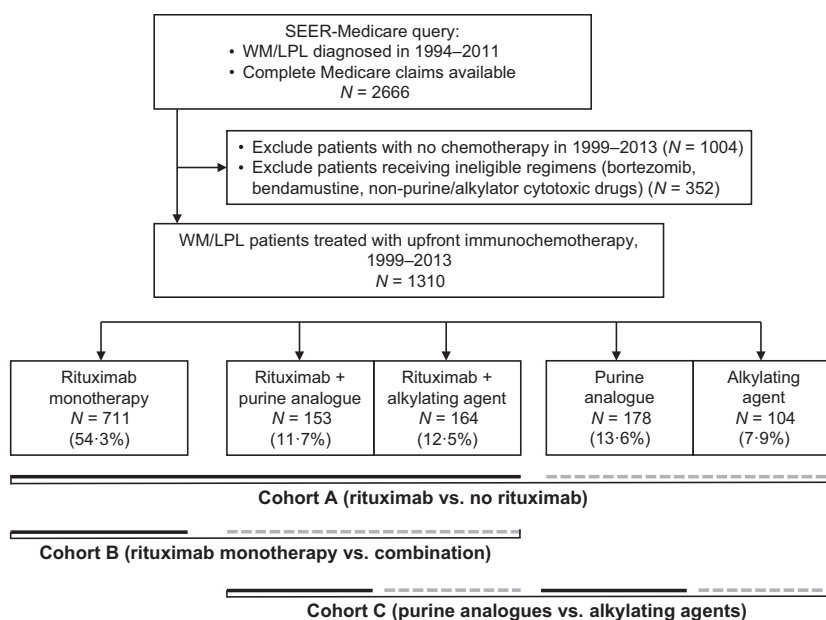 SEER-Medicare query:
• WM/LPL diagnosed in 1994–2011
• Complete Medicare claims available
N = 2666
• Exclude patients with no chemotherapy in 1999–2013 (N = 1004)
• Exclude patients receiving ineligible regimens (bortezomib,
bendamustine, non-purine/alkylator cytotoxic drugs) (N = 352)
WM/LPL patients treated with upfront immunochemotherapy,
1999–2013
N = 1310
Rituximab
monotherapy
N = 711
(54·3%)
Rituximab +
purine analogue
N = 153
(11·7%)
Rituximab +
alkylating agent
N = 164
(12·5%)
Purine
analogue
N = 178
(13·6%)
Alkylating
agent
N = 104
(7·9%)
Cohort A (rituximab vs. no rituximab)
Cohort B (rituximab monotherapy vs. combination)
Cohort C (purine analogues vs. alkylating agents)